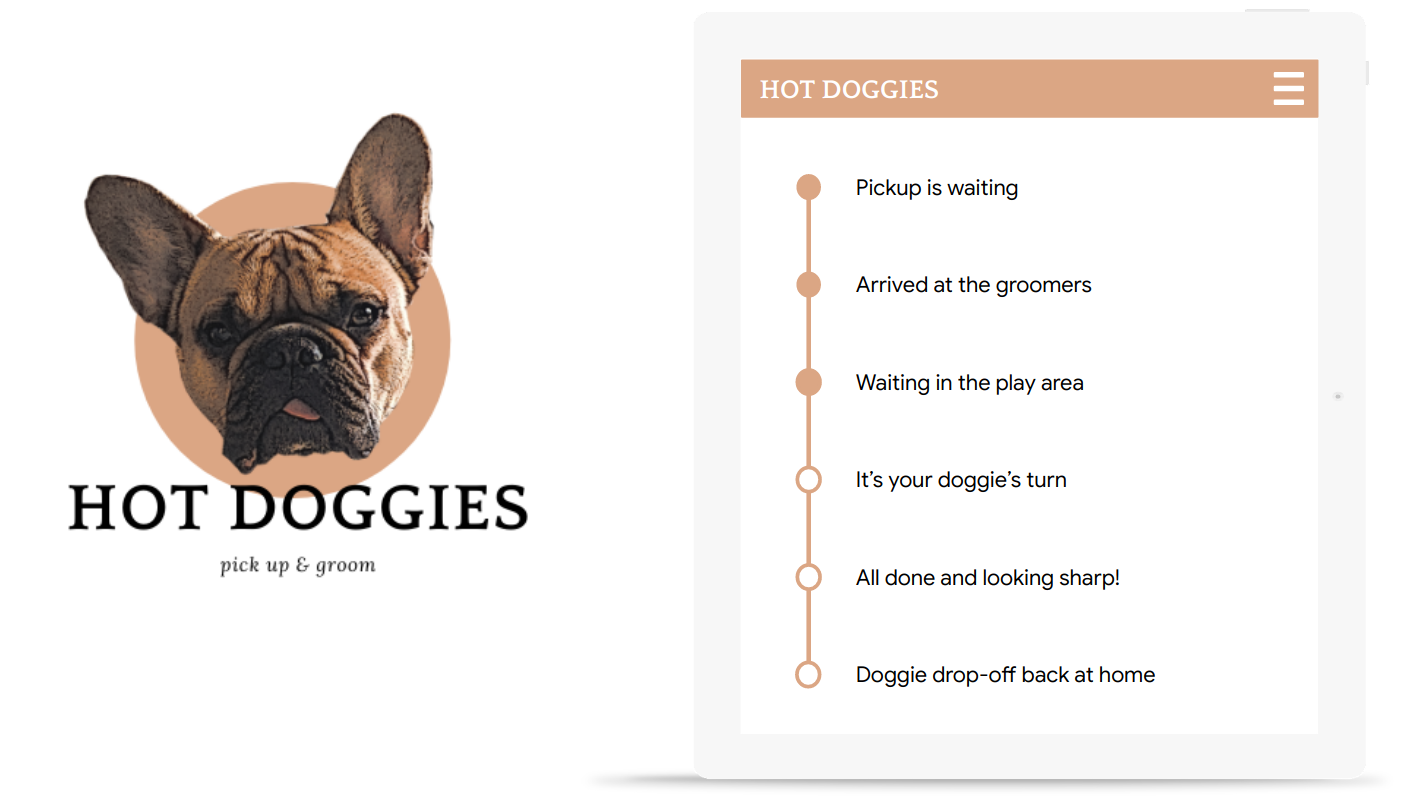 HOT DOGGIES
pick up & groom
HOT DOGGIES
Pickup is waiting
Arrived at the groomers
Waiting in the play area
It’s your doggie’s turn
All done and looking sharp!
Doggie drop-off back at home